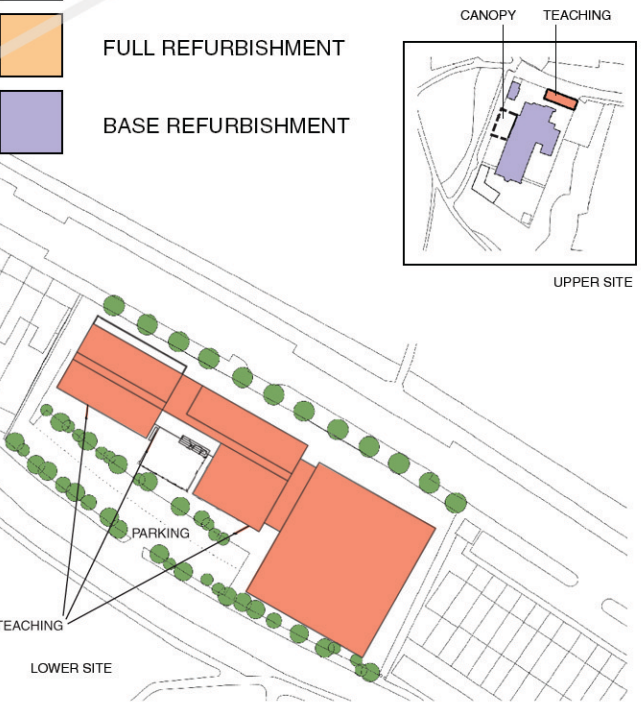 CANOPY TEACHING
FULL REFURBISHMENT
BASE REFURBISHMENT
UPPER SITE
PARKING
TEACHING
LOWER SITE